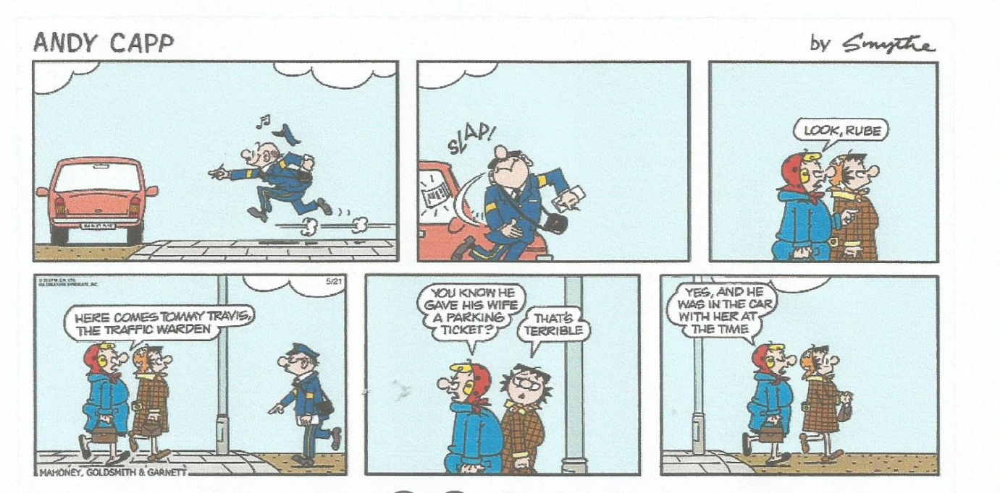 ANDY CAPP
by Smythe
SLAP!
LOOK, RUBE
5/21
HERE COMES TOMMY TRAVIS,
THE TRAFFIC WARDEN
MAHONEY, GOLDSMITH & GARNETT
YOU KNOW HE
GAVE HIS WIFE
A PARKING
TICKET?
THAT'S
TERRIBLE
YES, AND HE
WAS IN THE CAR
WITH HER AT
THE TIME